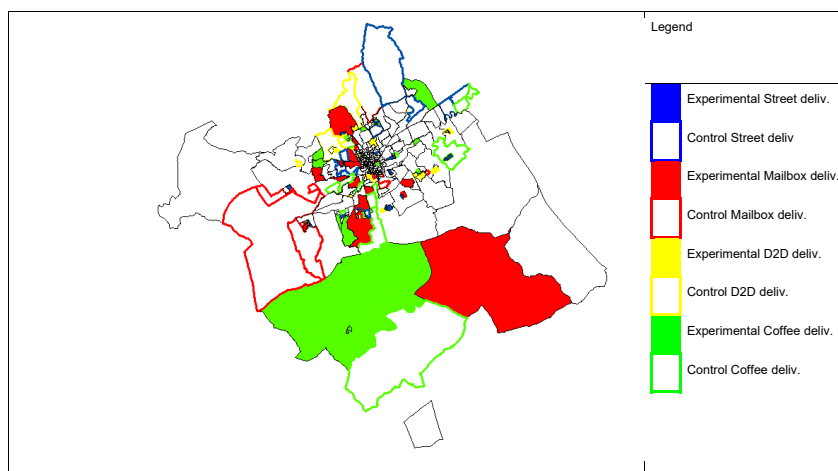 Legend
Experimental Street deliv.
Control Street deliv
Experimental Mailbox deliv.
Control Mailbox deliv.
Experimental D2D deliv.
Control D2D deliv.
Experimental Coffee deliv.
Control Coffee deliv.